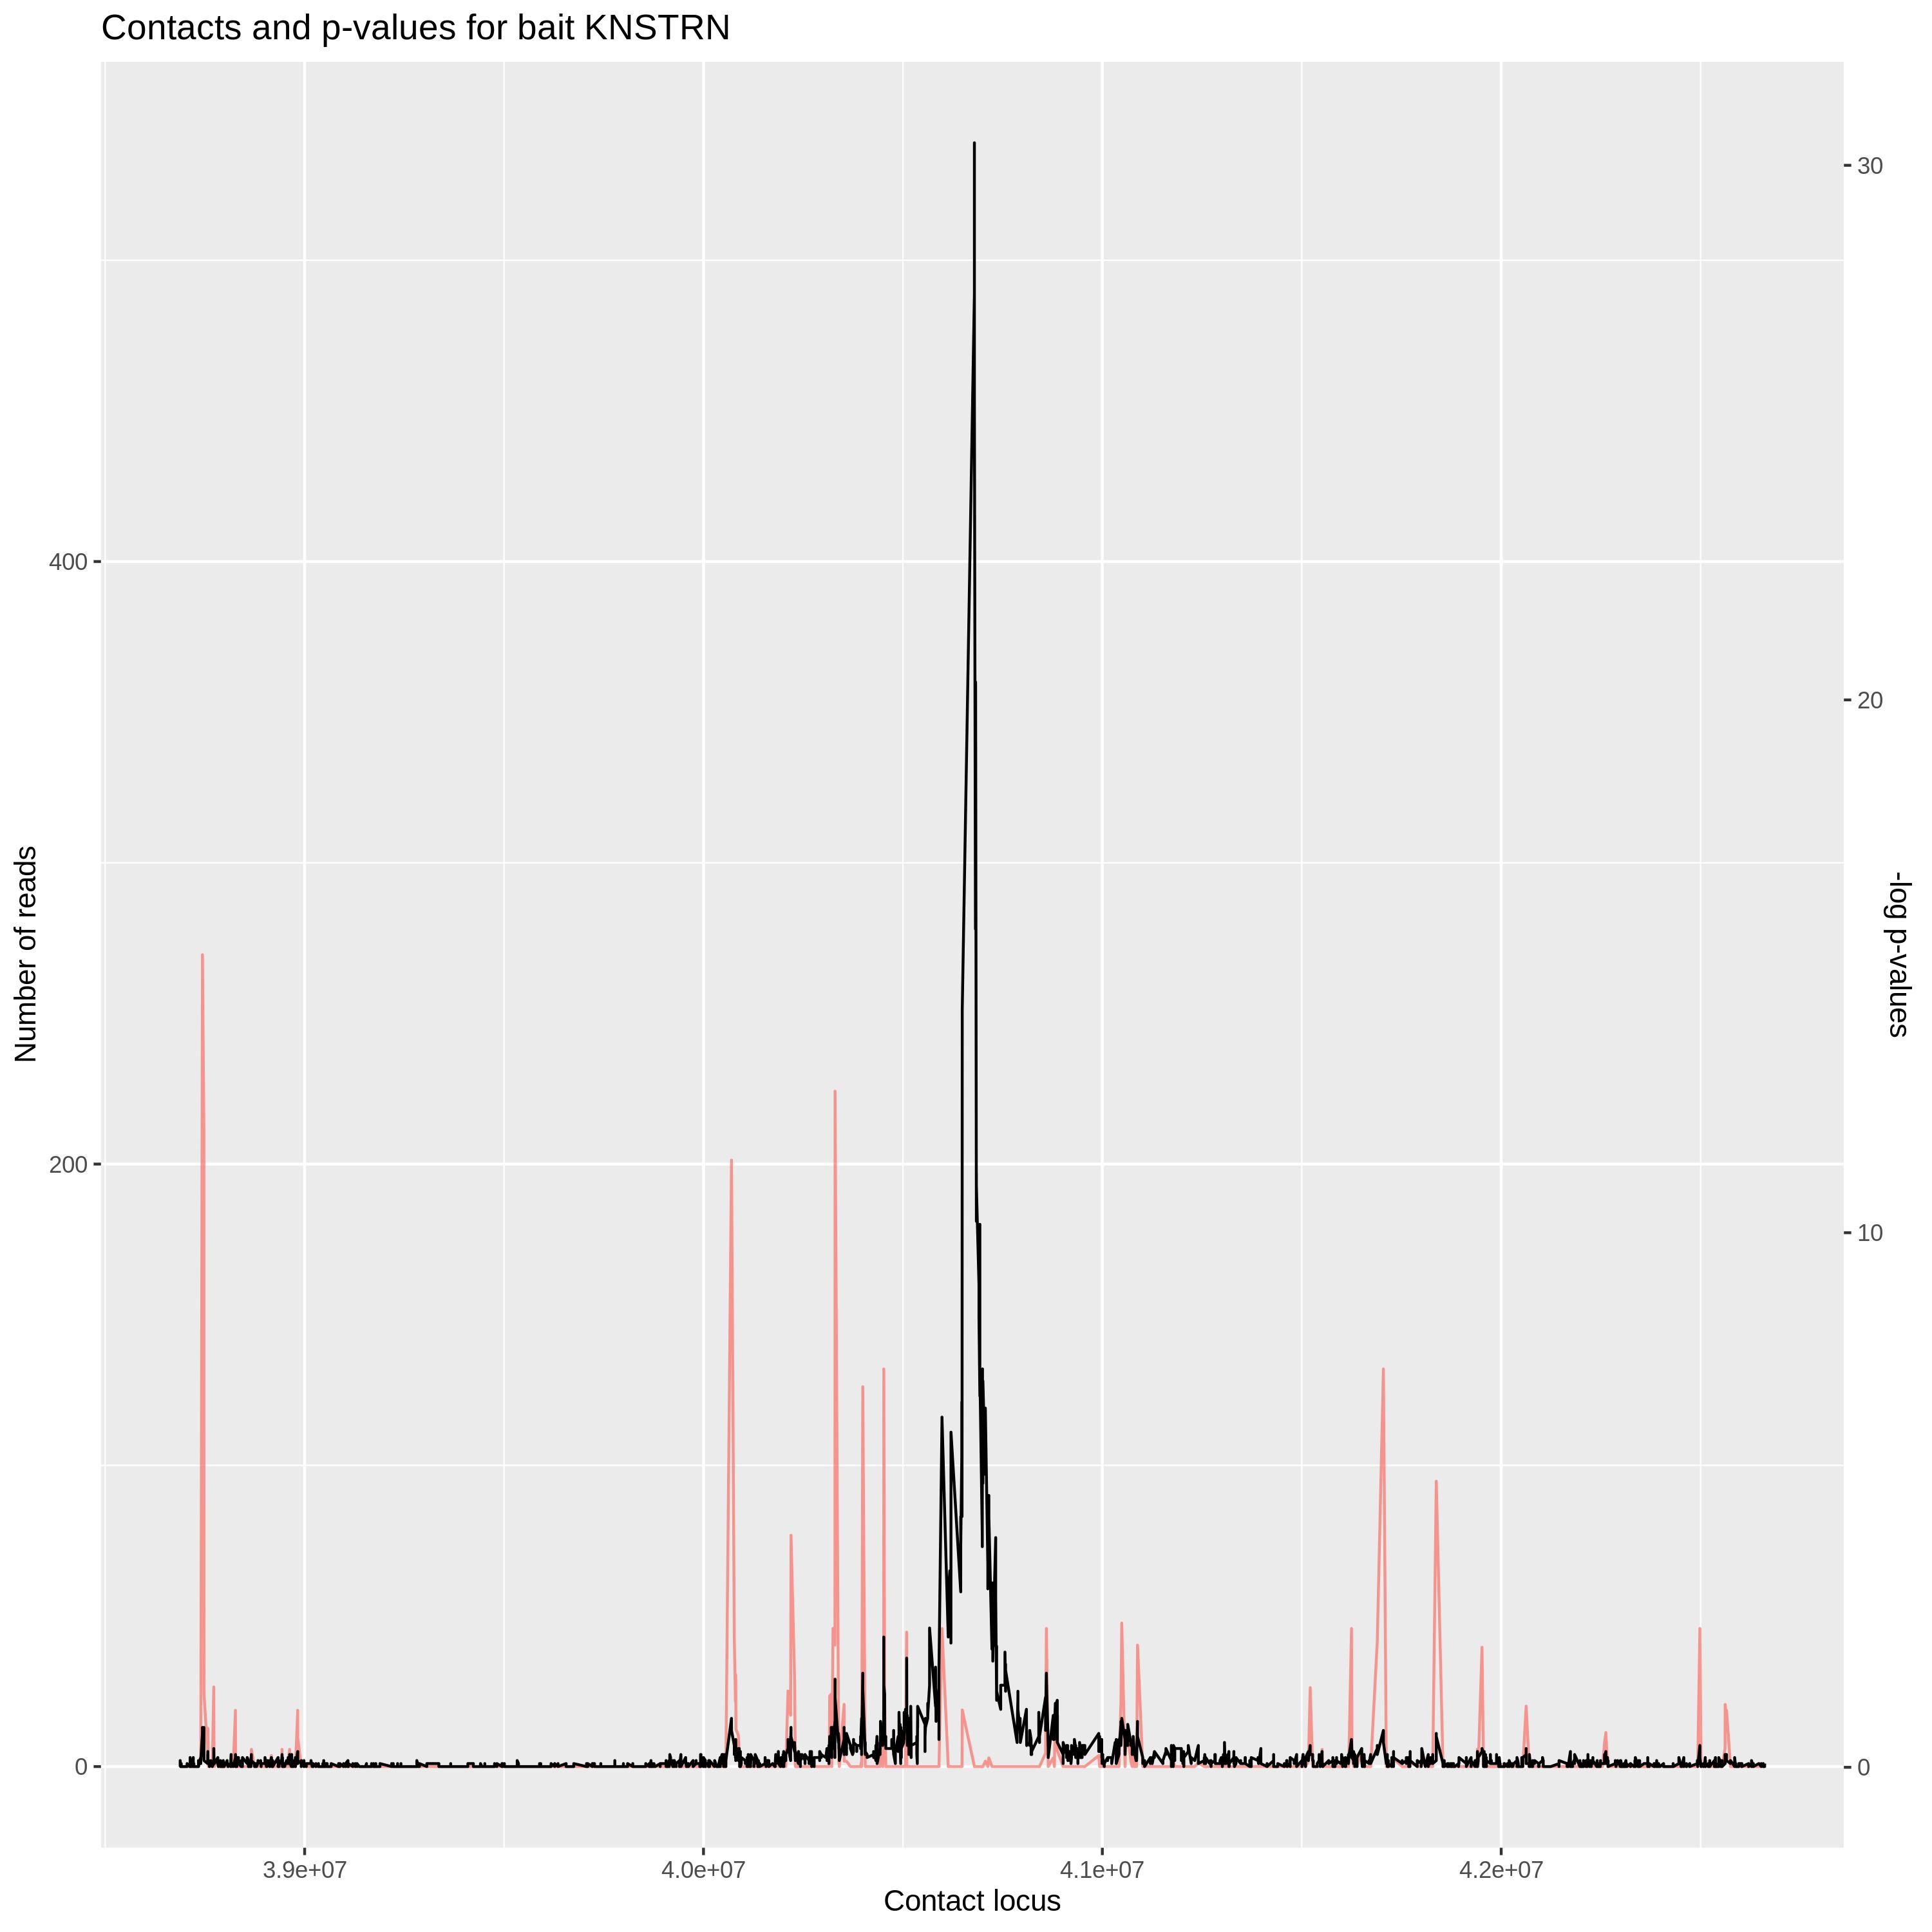 Contacts and p-values for bait KNSTRN
30
400
20
Number of reads
-log p-values
200
10
0
0
3.9e+07
4.0e+07
4.1e+07
4.2e+07
Contact locus